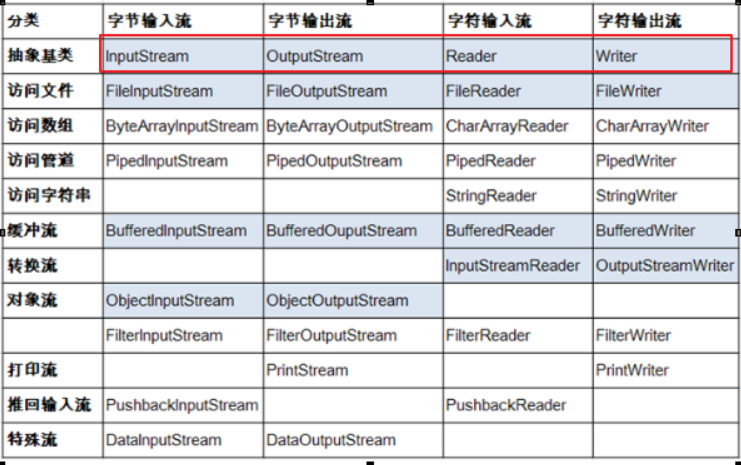 分类 字节输入流 字节输出流 字符输入流 字符输出流
抽象基类 InputStream OutputStream Reader Writer
访问文件 FileInputStream FileOutputStream FileReader FileWriter
访问数组 ByteArrayInputStream ByteArrayOutputStream CharArrayReader CharArrayWriter
访问管道 PipedInputStream PipedOutputStream PipedReader PipedWriter
访问字符串 StringReader StringWriter
缓冲流 BufferedInputStream BufferedOuputStream BufferedReader BufferedWriter
转换流 InputStreamReader OutputStreamWriter
对象流 ObjectInputStream ObjectOutputStream
FilterInputStream FilterOutputStream FilterReader FilterWriter
打印流 PrintStream PrintWriter
推回输入流 PushbackInputStream PushbackReader
特殊流 DataInputStream DataOutputStream